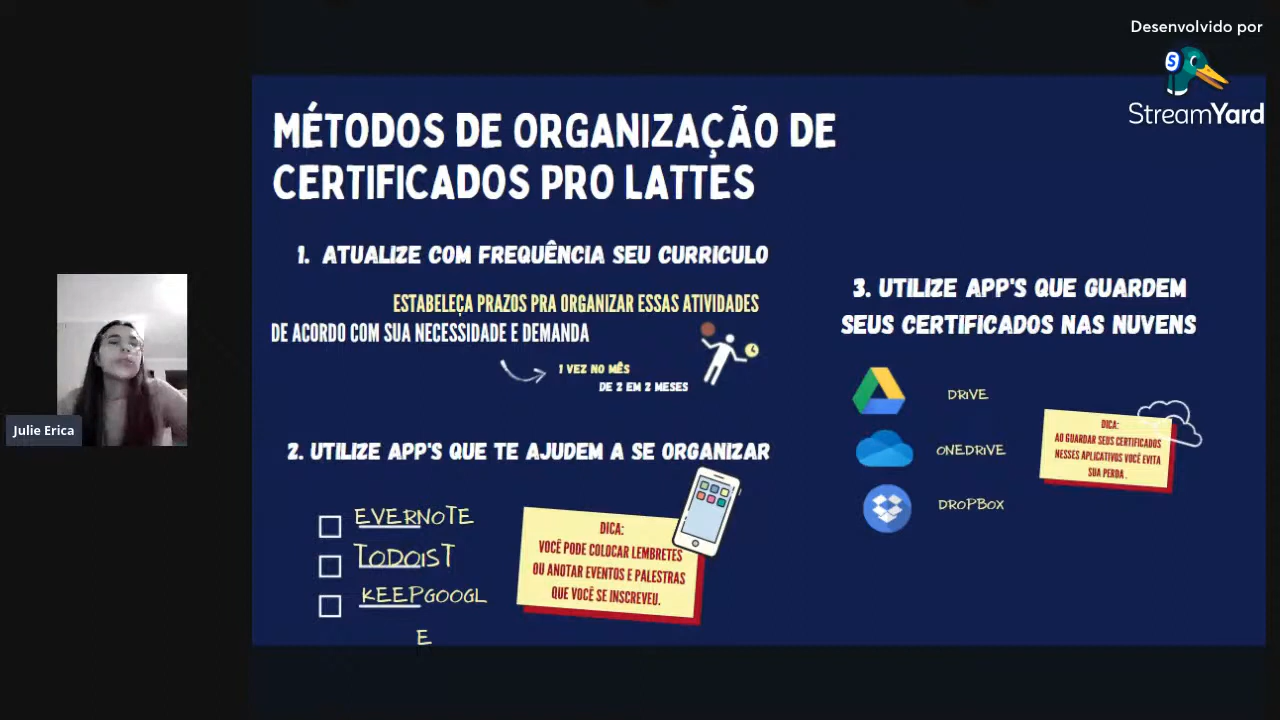 Desenvolvido por
StreamYard
MÉTODOS DE ORGANIZAÇÃO DE
CERTIFICADOS PRO LATTES
1. ATUALIZE COM FREQUÊNCIA SEU CURRICULO
ESTABELEÇA PRAZOS PRA ORGANIZAR ESSAS ATIVIDADES
DE ACORDO COM SUA NECESSIDADE E DEMANDA
1 VEZ NO MÊS
DE 2 EM 2 MESES
2. UTILIZE APP'S QUE TE AJUDEM A SE ORGANIZAR
EVERNOTE
TODOIST
KEEPGOOGL
E
DICA:
VOCÊ PODE COLOCAR LEMBRETES
OU ANOTAR EVENTOS E PALESTRAS
QUE VOCÊ SE INSCREVEU.
3. UTILIZE APP'S QUE GUARDEM
SEUS CERTIFICADOS NAS NUVENS
DRIVE
ONEDRIVE
DROPBOX
DICA:
AO GUARDAR SEUS CERTIFICADOS
NESSES APLICATIVOS VOCÊ EVITA
SUA PERDA.
Julie Erica